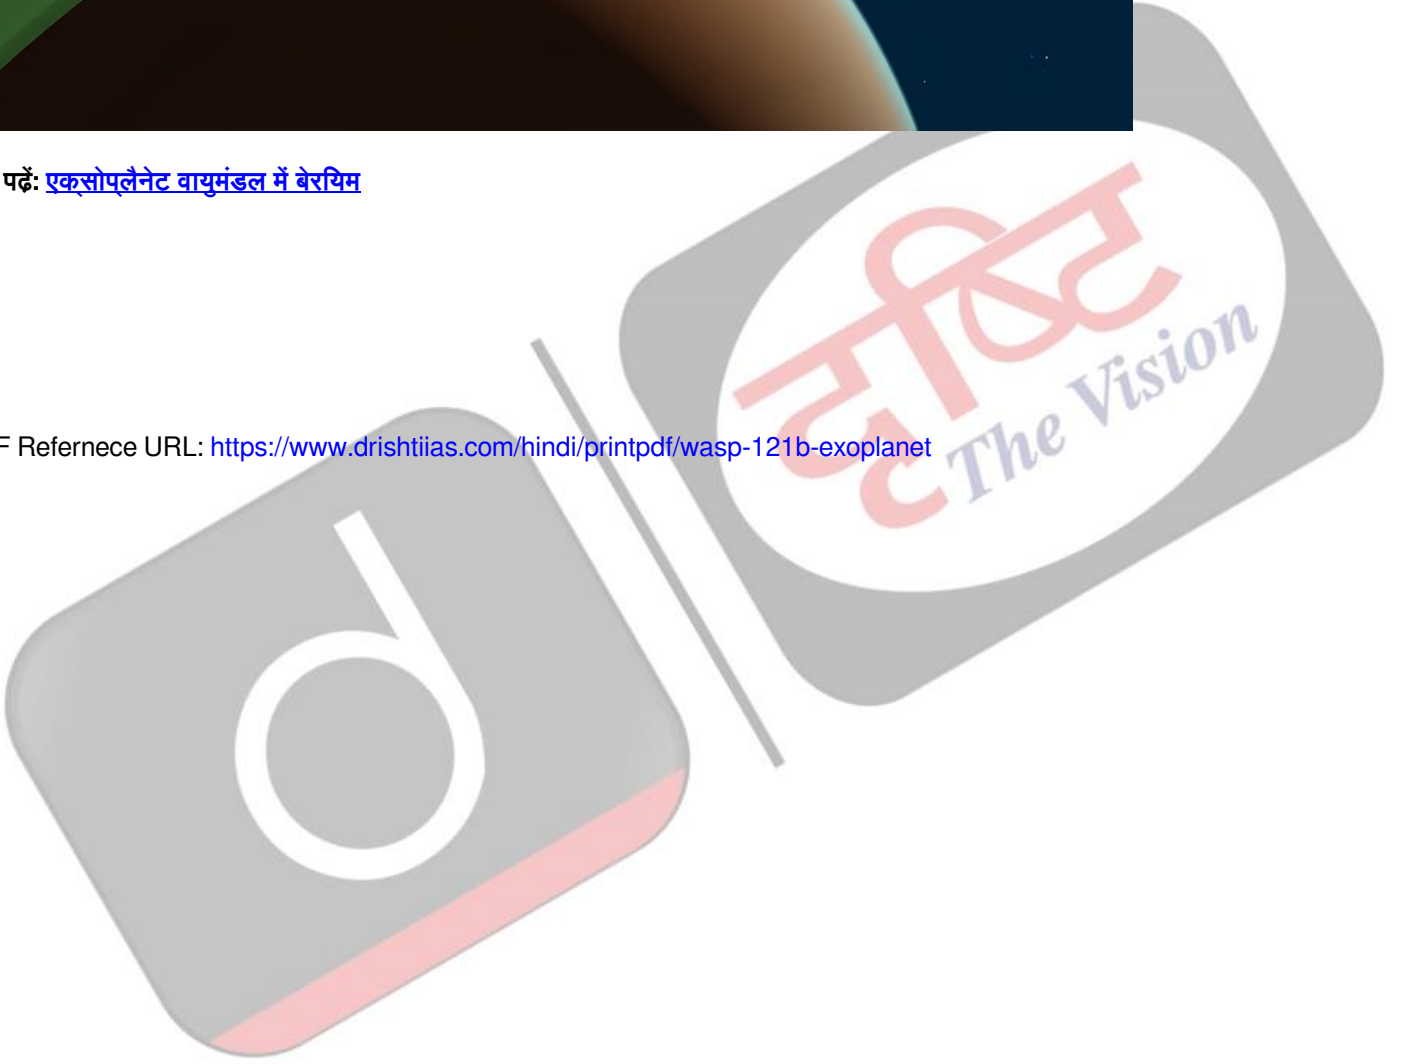 पढ़ें: एक्सोप्लैनेट वायुमंडल में बेरियम
दृष्टि
The Vision
F Refernece URL: https://www.drishtiias.com/hindi/printpdf/wasp-121b-exoplanet
d